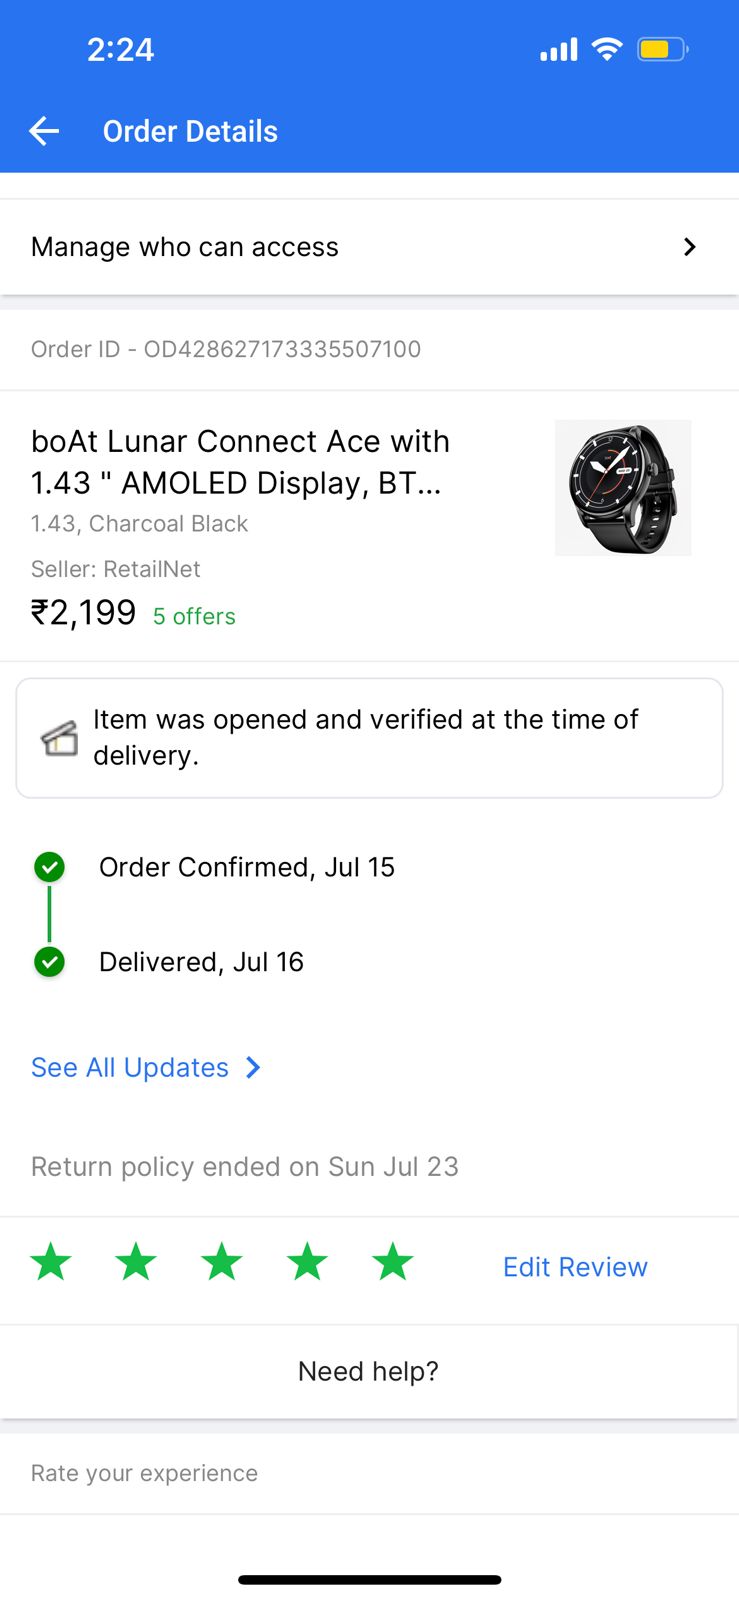 2:24
Order Details
Manage who can access
Order ID - OD428627173335507100
boAt Lunar Connect Ace with
1.43 " AMOLED Display, BT...
1.43, Charcoal Black
Seller: RetailNet
₹2,199 5 offers
Item was opened and verified at the time of
delivery.
Order Confirmed, Jul 15
Delivered, Jul 16
See All Updates
Return policy ended on Sun Jul 23
Edit Review
Need help?
Rate your experience